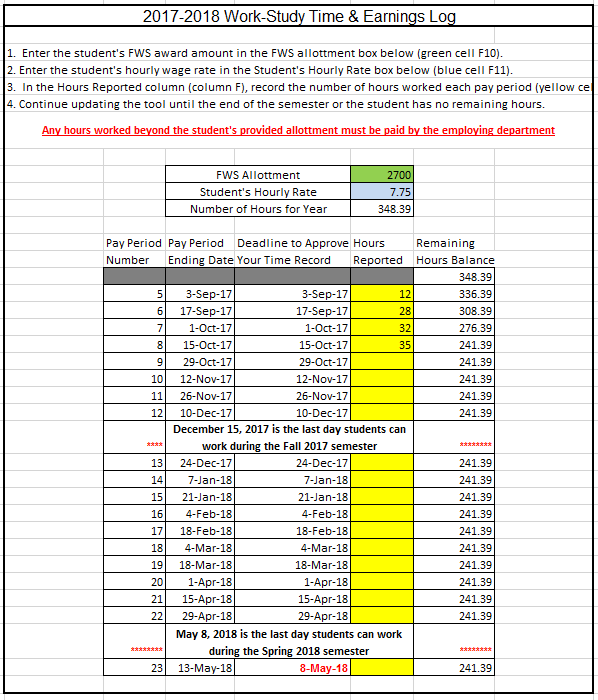 2017-2018 Work-Study Time & Earnings Log
1. Enter the student's FWS award amount in the FWS allottment box below (green cell F10).
2. Enter the student's hourly wage rate in the Student's Hourly Rate box below (blue cell F11).
3. In the Hours Reported column (column F), record the number of hours worked each pay period (yellow cel
4. Continue updating the tool until the end of the semester or the student has no remaining hours.
Any hours worked beyond the student's provided allottment must be paid by the employing department
FWS Allottment 2700
Student's Hourly Rate 7.75
Number of Hours for Year 348.39
Pay Period Pay Period Deadline to Approve Hours Remaining
Number Ending Date Your Time Record Reported Hours Balance
348.39
5 3-Sep-17 3-Sep-17 12 336.39
6 17-Sep-17 17-Sep-17 28 308.39
7 1-Oct-17 1-Oct-17 32 276.39
8 15-Oct-17 15-Oct-17 35 241.39
9 29-Oct-17 29-Oct-17 241.39
10 12-Nov-17 12-Nov-17 241.39
11 26-Nov-17 26-Nov-17 241.39
12 10-Dec-17 10-Dec-17 241.39
December 15, 2017 is the last day students can
**** work during the Fall 2017 semester ********
13 24-Dec-17 24-Dec-17 241.39
14 7-Jan-18 7-Jan-18 241.39
15 21-Jan-18 21-Jan-18 241.39
16 4-Feb-18 4-Feb-18 241.39
17 18-Feb-18 18-Feb-18 241.39
18 4-Mar-18 4-Mar-18 241.39
19 18-Mar-18 18-Mar-18 241.39
20 1-Apr-18 1-Apr-18 241.39
21 15-Apr-18 15-Apr-18 241.39
22 29-Apr-18 29-Apr-18 241.39
May 8, 2018 is the last day students can work
******** during the Spring 2018 semester ********
23 13-May-18 8-May-18 241.39